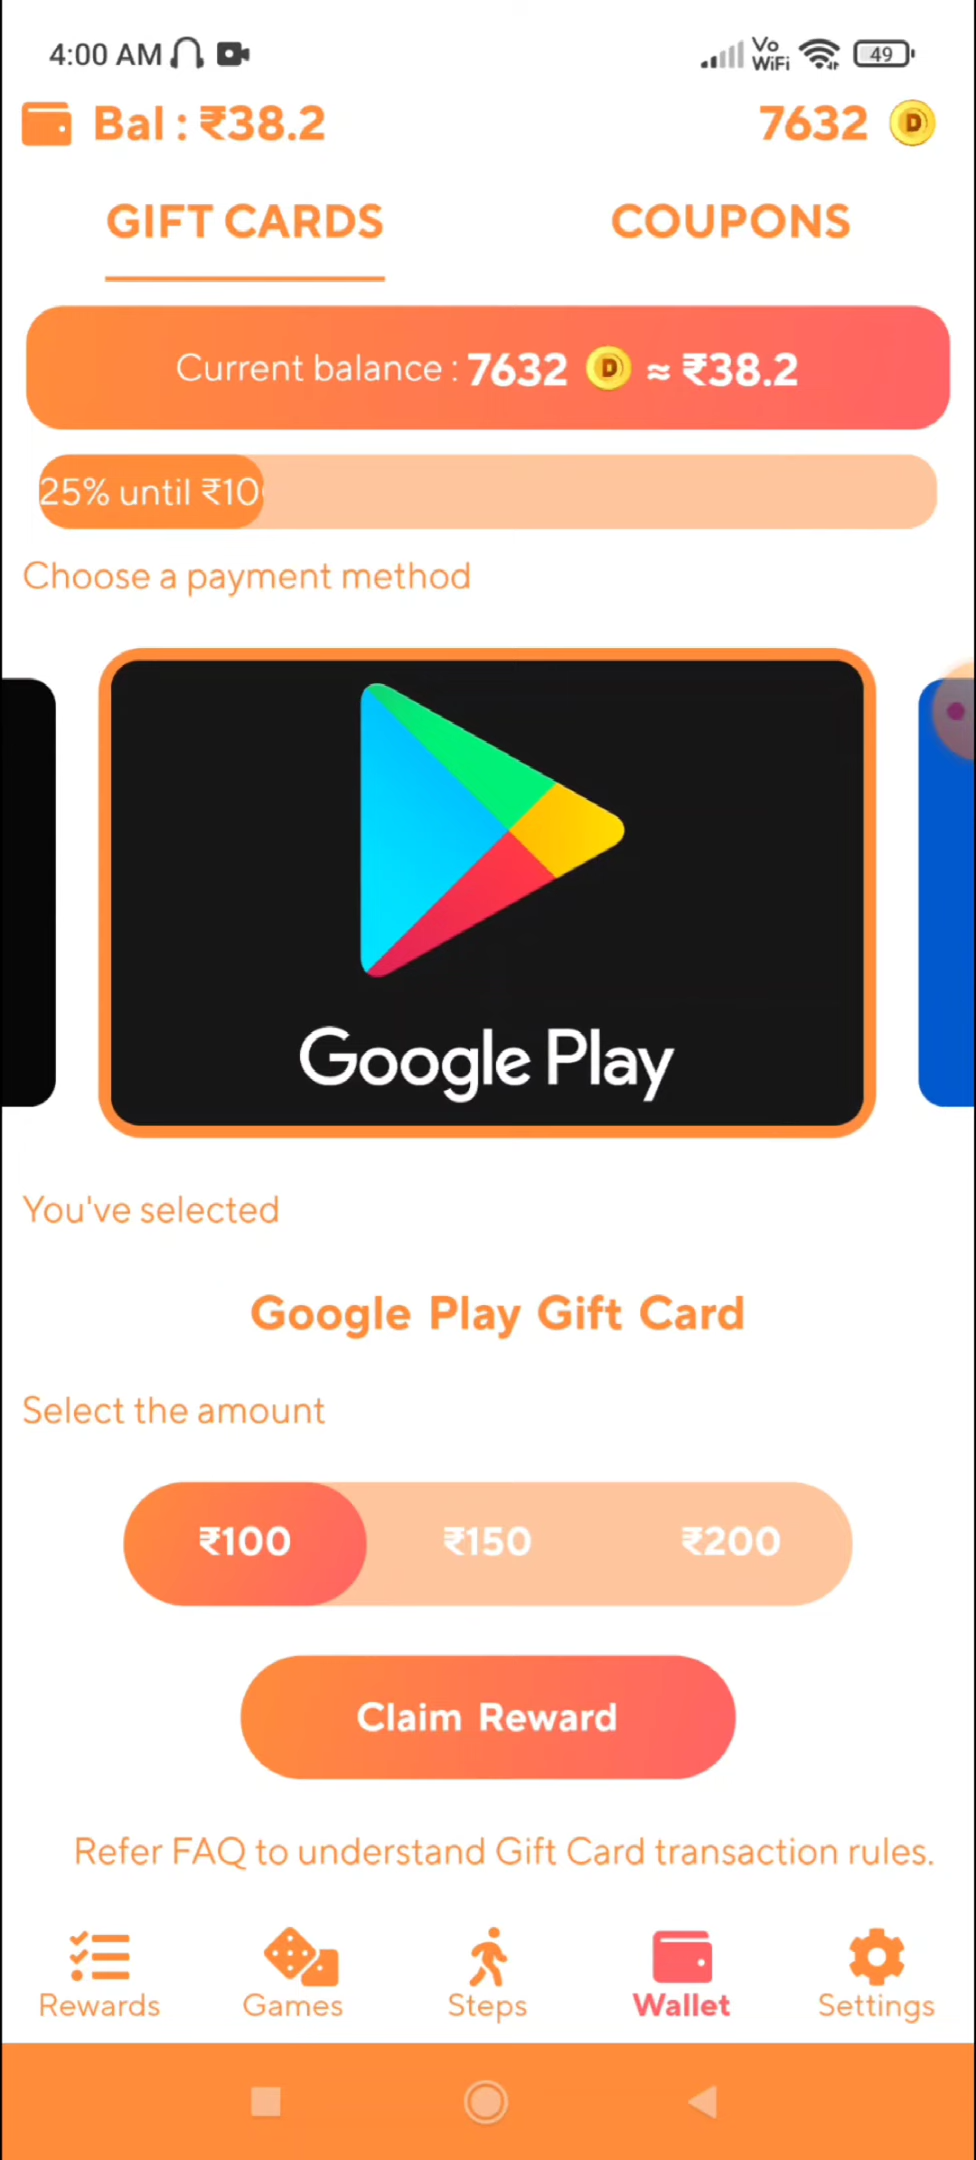 4:00 AM Vo WiFi 49
Bal : ₹38.2 7632 D
GIFT CARDS COUPONS
Current balance : 7632 D ≈ ₹38.2
25% until ₹10
Choose a payment method
Google Play
You've selected
Google Play Gift Card
Select the amount
₹100 ₹150 ₹200
Claim Reward
Refer FAQ to understand Gift Card transaction rules.
Rewards Games Steps Wallet Settings